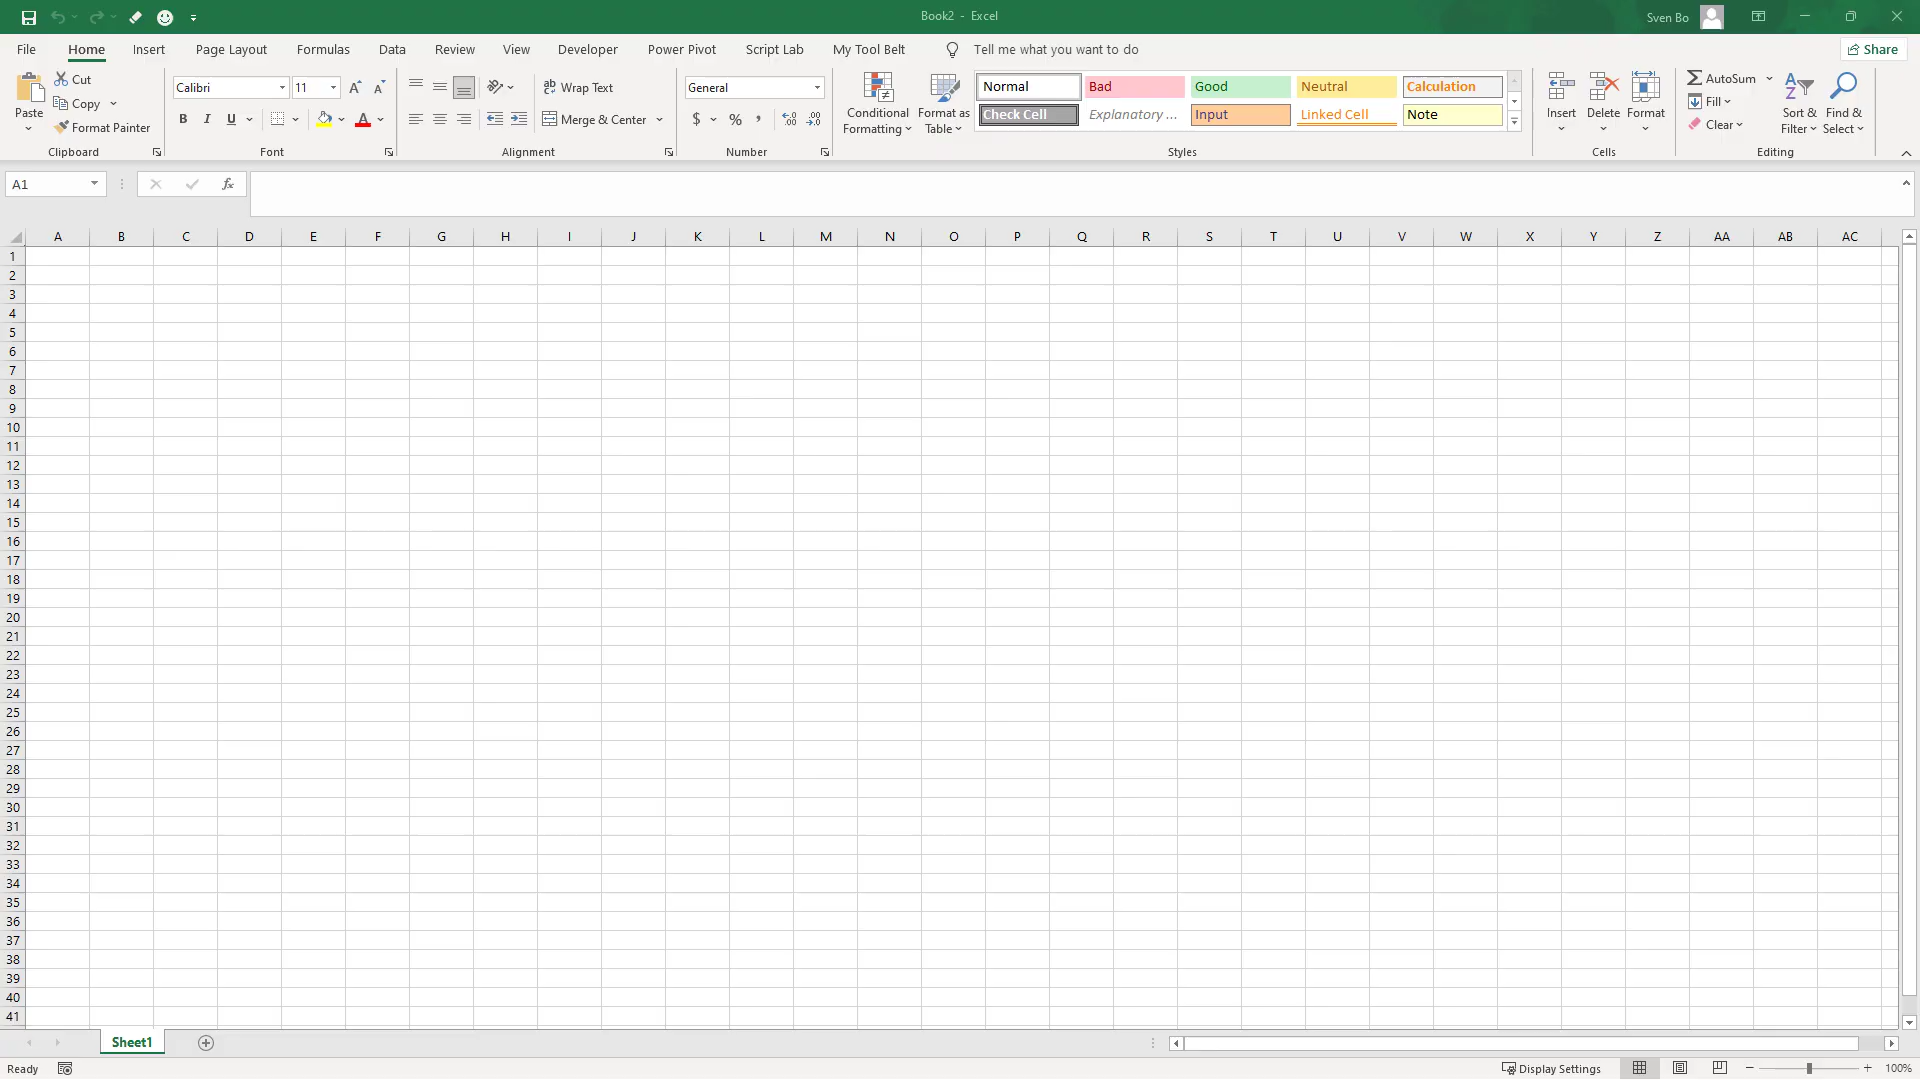 Book2 - Excel
Sven Bo
File Home Insert Page Layout Formulas Data Review View Developer Power Pivot Script Lab My Tool Belt Tell me what you want to do Share
Paste
Cut
Copy
Format Painter
Clipboard
Calibri 11
B I U
Font
Wrap Text
Merge & Center
Alignment
General
$ % ,
Number
Conditional Formatting
Format as Table
Normal Bad Good Neutral Calculation
Check Cell Explanatory ... Input Linked Cell Note
Styles
Insert Delete Format
Cells
AutoSum
Fill
Clear
Sort & Filter
Find & Select
Editing
A1
fx
A B C D E F G H I J K L M N O P Q R S T U V W X Y Z AA AB AC
1
2
3
4
5
6
7
8
9
10
11
12
13
14
15
16
17
18
19
20
21
22
23
24
25
26
27
28
29
30
31
32
33
34
35
36
37
38
39
40
41
Sheet1
Ready
Display Settings
100%